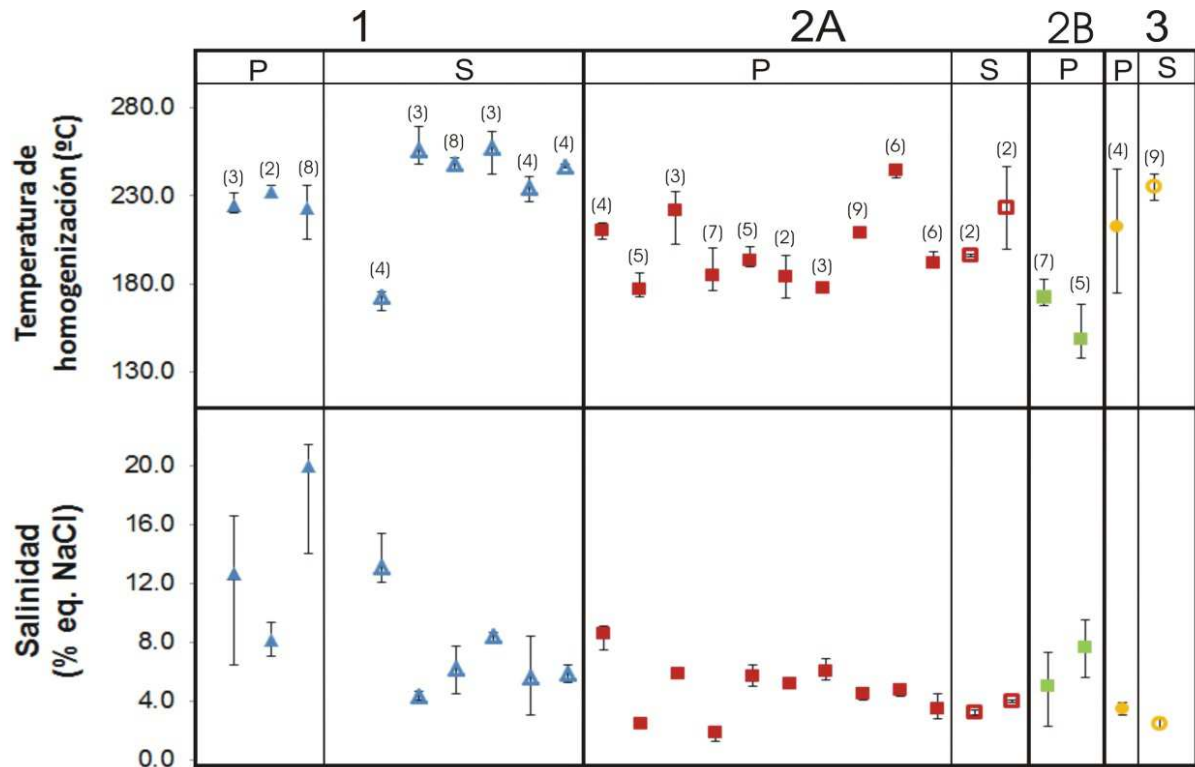 1 2A 2B 3
P S P S P P S
280.0
230.0
180.0
130.0
Temperatura de
homogenización (ºC)
(3) (2) (8) (4) (3) (8) (3) (4) (4) (4) (5) (3) (7) (5) (2) (3) (9) (6) (6) (2) (2) (7) (5) (4) (9)
20.0
16.0
12.0
8.0
4.0
0.0
Salinidad
(% eq. NaCl)